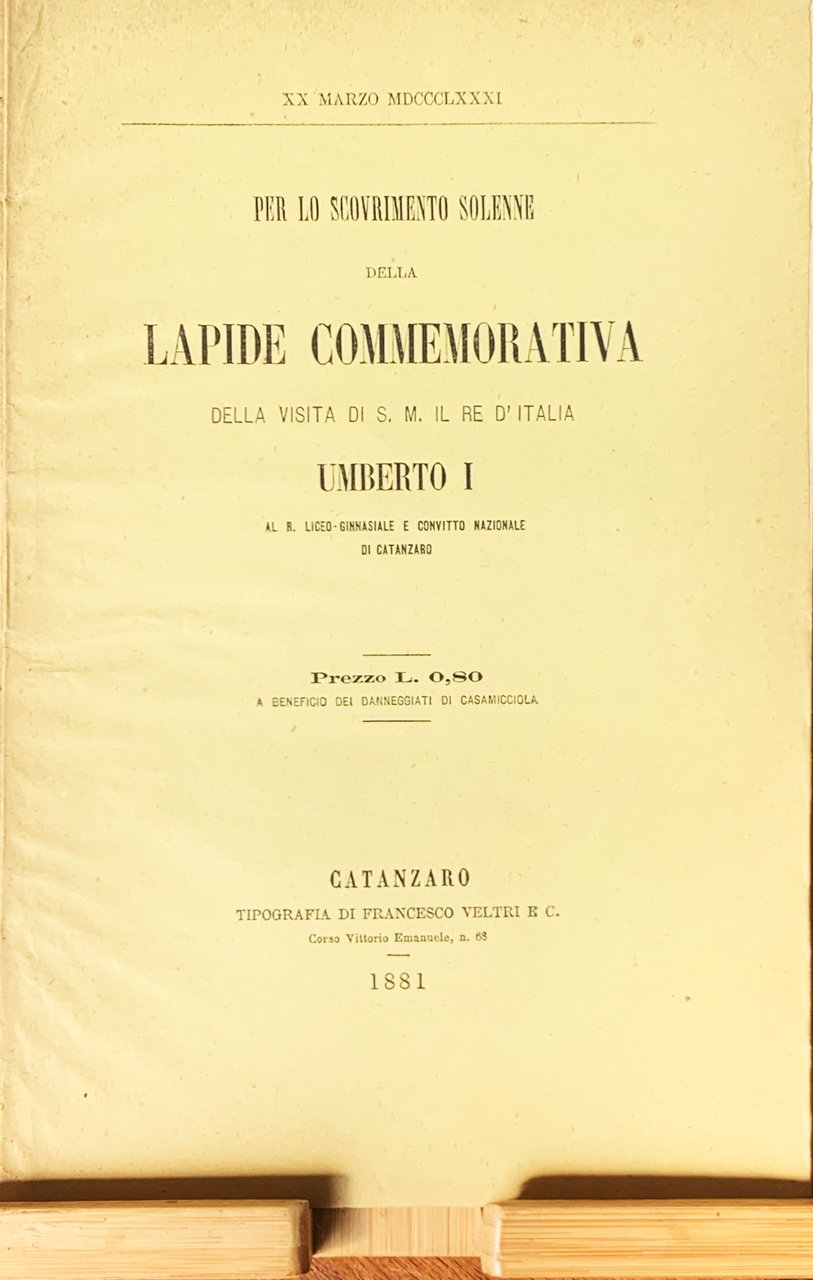 XX MARZO MDCCCLXXXI
PER LO SCOVRIMENTO SOLENNE
DELLA
LAPIDE COMMEMORATIVA
DELLA VISITA DI S. M. IL RE D'ITALIA
UMBERTO I
AL R. LICEO-GINNASIALE E CONVITTO NAZIONALE
DI CATANZARO
Prezzo L. 0,80
A BENEFICIO DEI DANNEGGIATI DI CASAMICCIOLA
CATANZARO
TIPOGRAFIA DI FRANCESCO VELTRI E C.
Corso Vittorio Emanuele, n. 68
1881